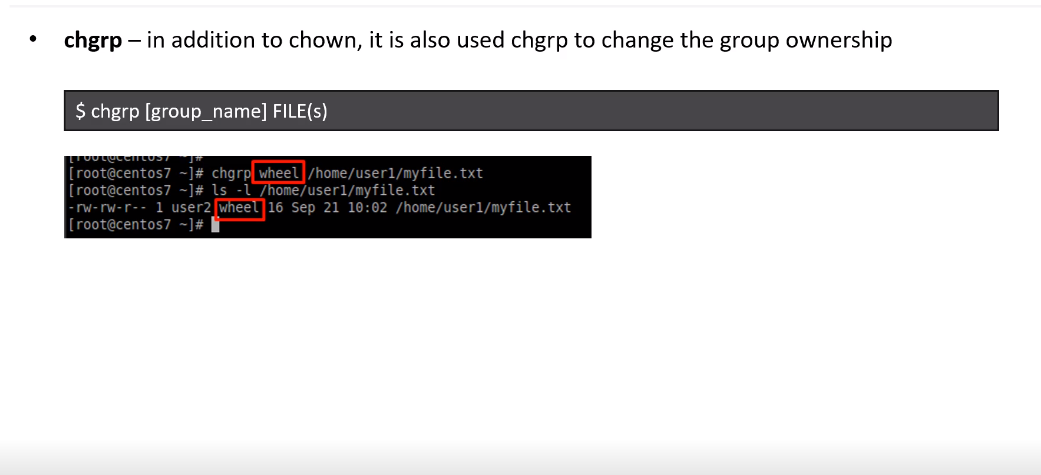 • chgrp – in addition to chown, it is also used chgrp to change the group ownership
$ chgrp [group_name] FILE(s)
[root@centos7 ~]#
[root@centos7 ~]# chgrp wheel /home/user1/myfile.txt
[root@centos7 ~]# ls -l /home/user1/myfile.txt
-rw-rw-r-- 1 user2 wheel 16 Sep 21 10:02 /home/user1/myfile.txt
[root@centos7 ~]#